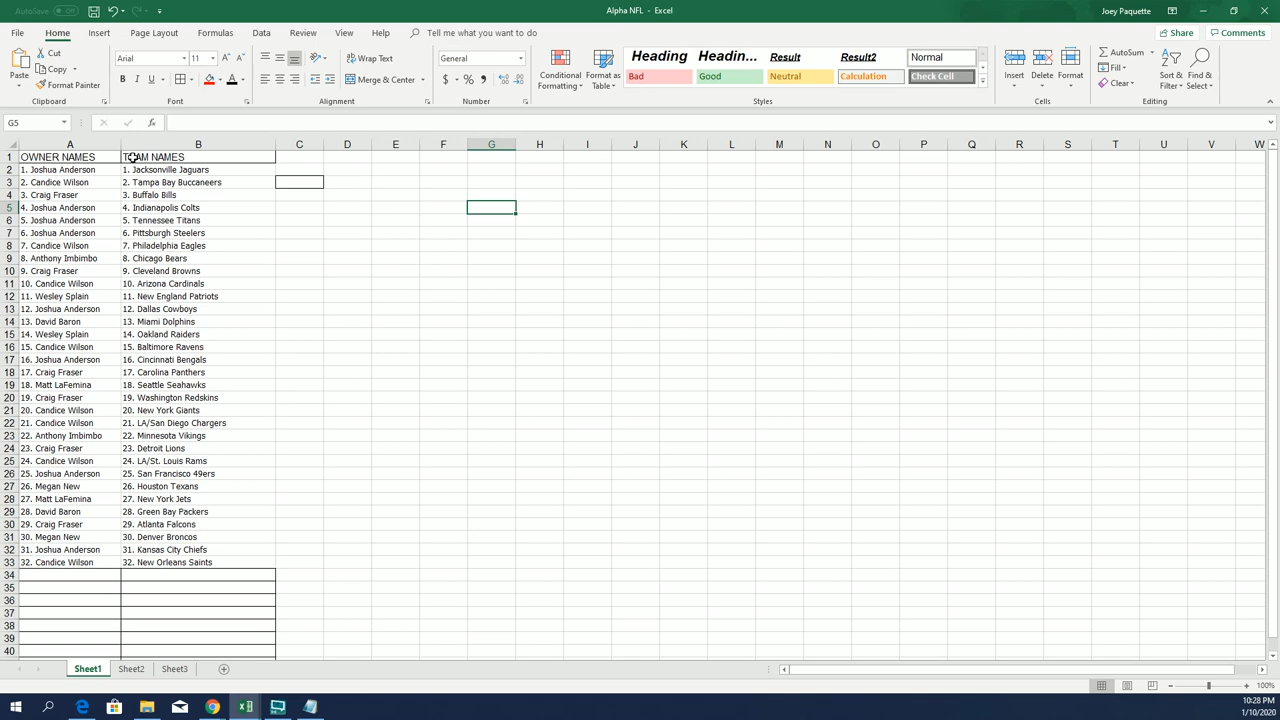 AutoSave Off
Alpha NFL - Excel
Joey Paquette
File Home Insert Page Layout Formulas Data Review View Help Tell me what you want to do Share Comments
Paste
Cut
Copy
Format Painter
Clipboard
Arial 11
B I U
Font
Wrap Text
Merge & Center
Alignment
General
$ % ,
Number
Conditional Formatting
Format as Table
Heading Headin... Result Result2 Normal
Bad Good Neutral Calculation Check Cell
Styles
Insert Delete Format
Cells
AutoSum
Fill
Clear
Sort & Filter
Find & Select
Editing
G5 fx
A B C D E F G H I J K L M N O P Q R S T U V W
1 OWNER NAMES TEAM NAMES
2 1. Joshua Anderson 1. Jacksonville Jaguars
3 2. Candice Wilson 2. Tampa Bay Buccaneers
4 3. Craig Fraser 3. Buffalo Bills
5 4. Joshua Anderson 4. Indianapolis Colts
6 5. Joshua Anderson 5. Tennessee Titans
7 6. Joshua Anderson 6. Pittsburgh Steelers
8 7. Candice Wilson 7. Philadelphia Eagles
9 8. Anthony Imbimbo 8. Chicago Bears
10 9. Craig Fraser 9. Cleveland Browns
11 10. Candice Wilson 10. Arizona Cardinals
12 11. Wesley Splain 11. New England Patriots
13 12. Joshua Anderson 12. Dallas Cowboys
14 13. David Baron 13. Miami Dolphins
15 14. Wesley Splain 14. Oakland Raiders
16 15. Candice Wilson 15. Baltimore Ravens
17 16. Joshua Anderson 16. Cincinnati Bengals
18 17. Craig Fraser 17. Carolina Panthers
19 18. Matt LaFemina 18. Seattle Seahawks
20 19. Craig Fraser 19. Washington Redskins
21 20. Candice Wilson 20. New York Giants
22 21. Candice Wilson 21. LA/San Diego Chargers
23 22. Anthony Imbimbo 22. Minnesota Vikings
24 23. Craig Fraser 23. Detroit Lions
25 24. Candice Wilson 24. LA/St. Louis Rams
26 25. Joshua Anderson 25. San Francisco 49ers
27 26. Megan New 26. Houston Texans
28 27. Matt LaFemina 27. New York Jets
29 28. David Baron 28. Green Bay Packers
30 29. Craig Fraser 29. Atlanta Falcons
31 30. Megan New 30. Denver Broncos
32 31. Joshua Anderson 31. Kansas City Chiefs
33 32. Candice Wilson 32. New Orleans Saints
34
35
36
37
38
39
40
Sheet1 Sheet2 Sheet3
100%
10:28 PM
1/10/2020